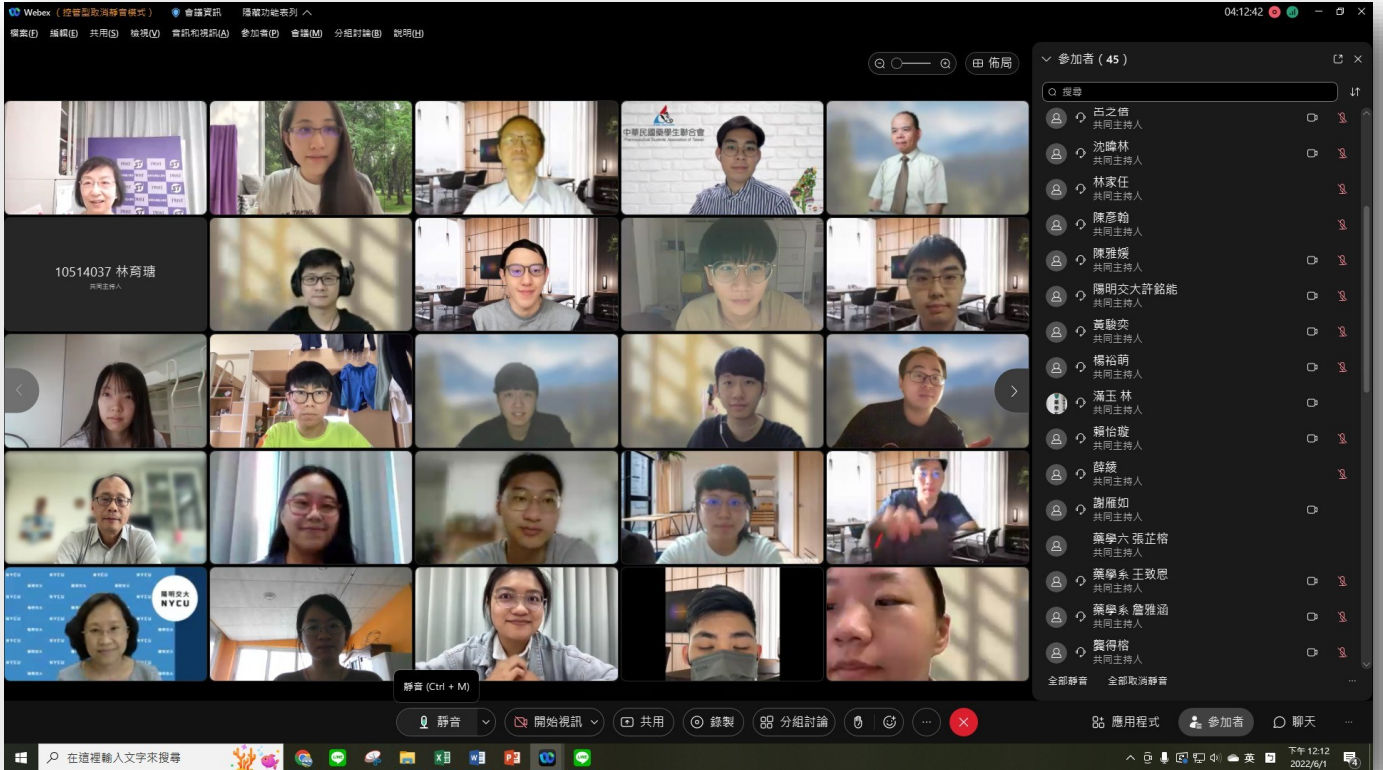 Webex (控管型取消靜音模式) 會議資訊 隱藏功能表列
04:12:42
檔案(F) 編輯(E) 共用(S) 檢視(V) 音訊和視訊(A) 參加者(P) 會議(M) 分組討論(B) 說明(H)
佈局
中華民國藥學生聯合會
Pharmaceutical Students' Association of Taiwan
10514037 林育瑭
共同主持人
陽明交大
NYCU
靜音 (Ctrl + M)
參加者 (45)
搜尋
呂之信
共同主持人
沈暐林
共同主持人
林家任
共同主持人
陳彥翰
共同主持人
陳雅媛
共同主持人
陽明交大許銘能
共同主持人
黃駿奕
共同主持人
楊裕萌
共同主持人
滿玉 林
共同主持人
賴怡璇
共同主持人
薛綾
共同主持人
謝雁如
共同主持人
藥學六 張芷榕
共同主持人
藥學系 王致恩
共同主持人
藥學系 詹雅涵
共同主持人
龔得榕
共同主持人
全部靜音 全部取消靜音
靜音 開始視訊 共用 錄製 分組討論
應用程式 參加者 聊天
在這裡輸入文字來搜尋
英
下午 12:12
2022/6/1